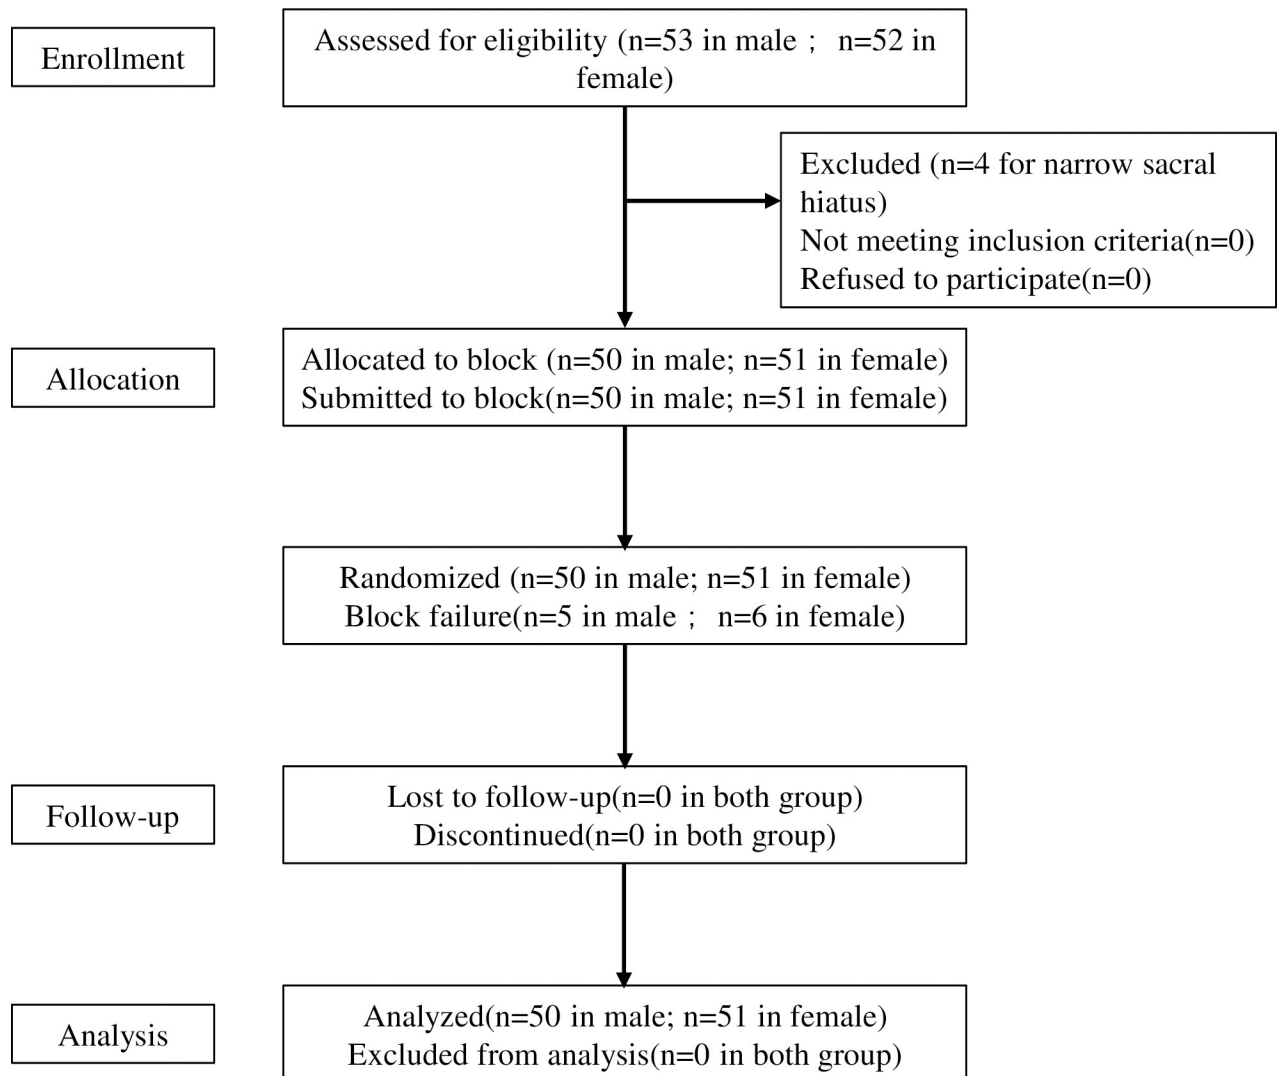 Enrollment
Assessed for eligibility (n=53 in male ; n=52 in
female)
Excluded (n=4 for narrow sacral
hiatus)
Not meeting inclusion criteria(n=0)
Refused to participate(n=0)
Allocation
Allocated to block (n=50 in male; n=51 in female)
Submitted to block(n=50 in male; n=51 in female)
Randomized (n=50 in male; n=51 in female)
Block failure(n=5 in male ; n=6 in female)
Follow-up
Lost to follow-up(n=0 in both group)
Discontinued(n=0 in both group)
Analysis
Analyzed(n=50 in male; n=51 in female)
Excluded from analysis(n=0 in both group)